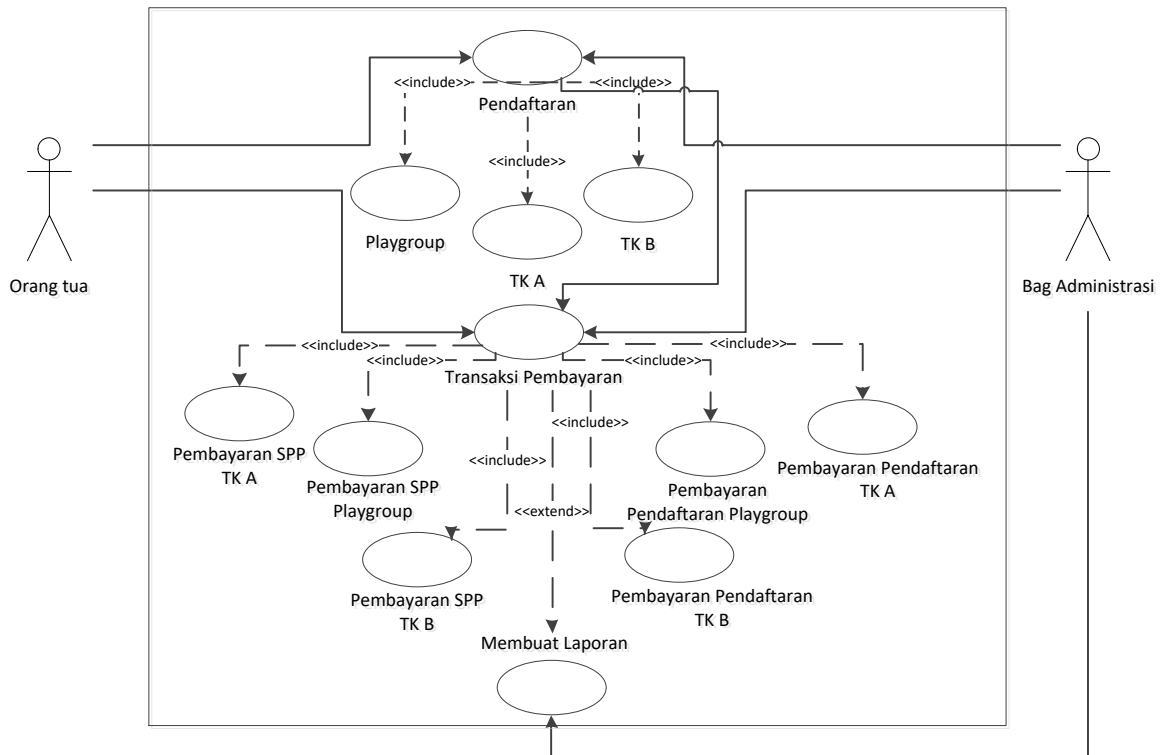 <<include>>
<<include>>
Pendaftaran
<<include>>
Playgroup
TK B
TK A
Orang tua
Bag Administrasi
<<include>>
<<include>>
<<include>>
<<include>>
Transaksi Pembayaran
<<include>>
<<include>>
Pembayaran SPP
TK A
Pembayaran SPP
Playgroup
Pembayaran
Pendaftaran Playgroup
Pembayaran Pendaftaran
TK A
<<extend>>
Pembayaran SPP
TK B
Pembayaran Pendaftaran
TK B
Membuat Laporan